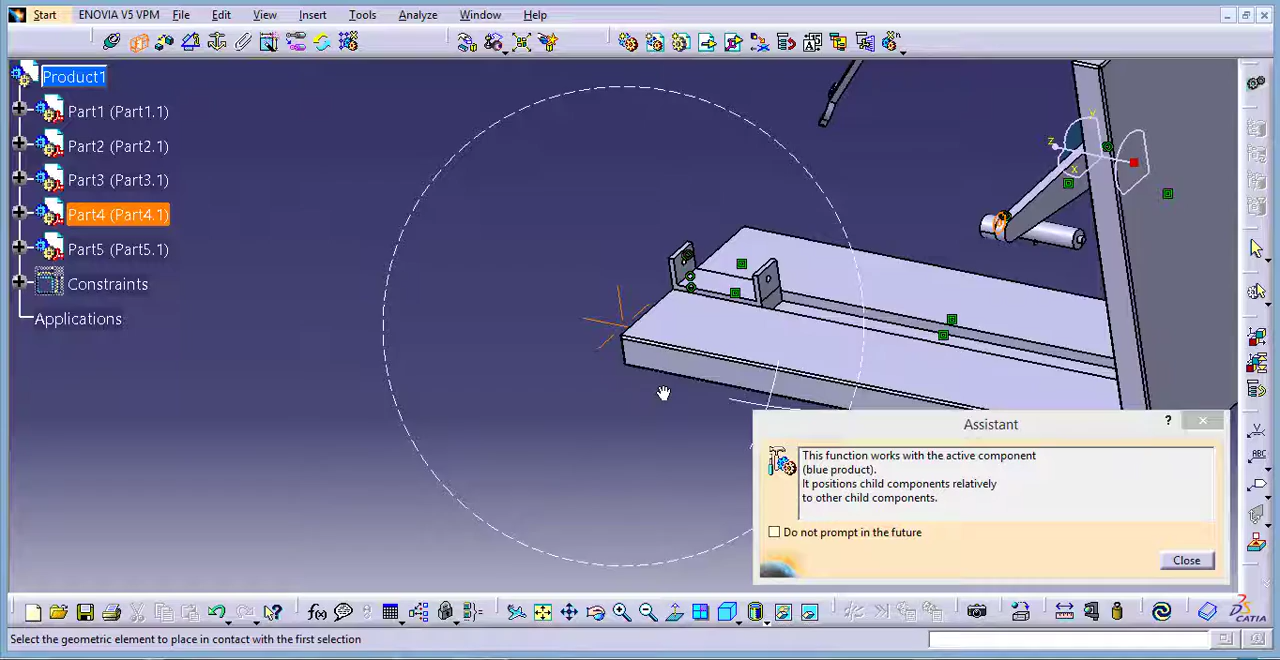 Start ENOVIA V5 VPM File Edit View Insert Tools Analyze Window Help
Product1
Part1 (Part1.1)
Part2 (Part2.1)
Part3 (Part3.1)
Part4 (Part4.1)
Part5 (Part5.1)
Constraints
Applications
y
z
x
Assistant ?
This function works with the active component
(blue product).
It positions child components relatively
to other child components.
Do not prompt in the future
Close
f(x)
CATIA
Select the geometric element to place in contact with the first selection